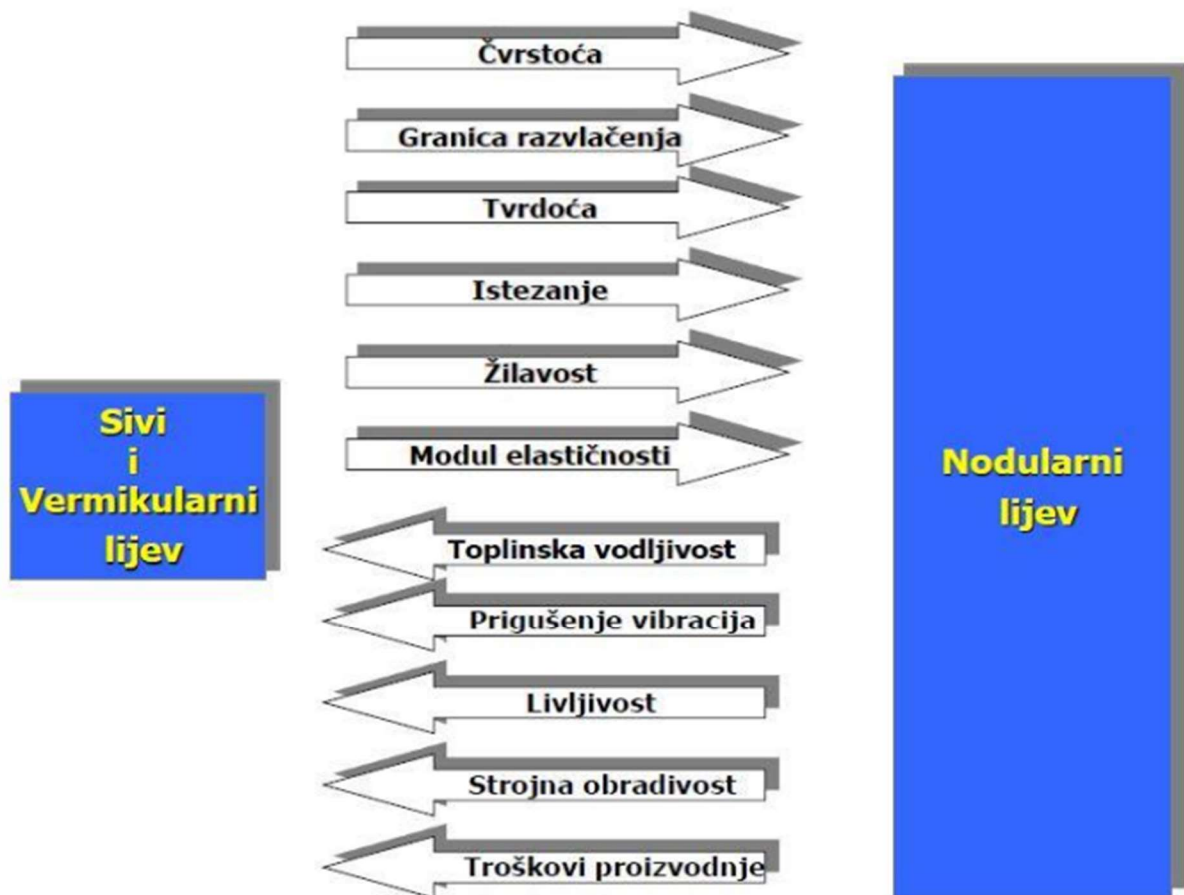 Čvrstoća
Granica razvlačenja
Tvrdoća
Istezanje
Žilavost
Modul elastičnosti
Sivi
i
Vermikularni
lijev
Nodularni
lijev
Toplinska vodljivost
Prigušenje vibracija
Livljivost
Strojna obradivost
Troškovi proizvodnje